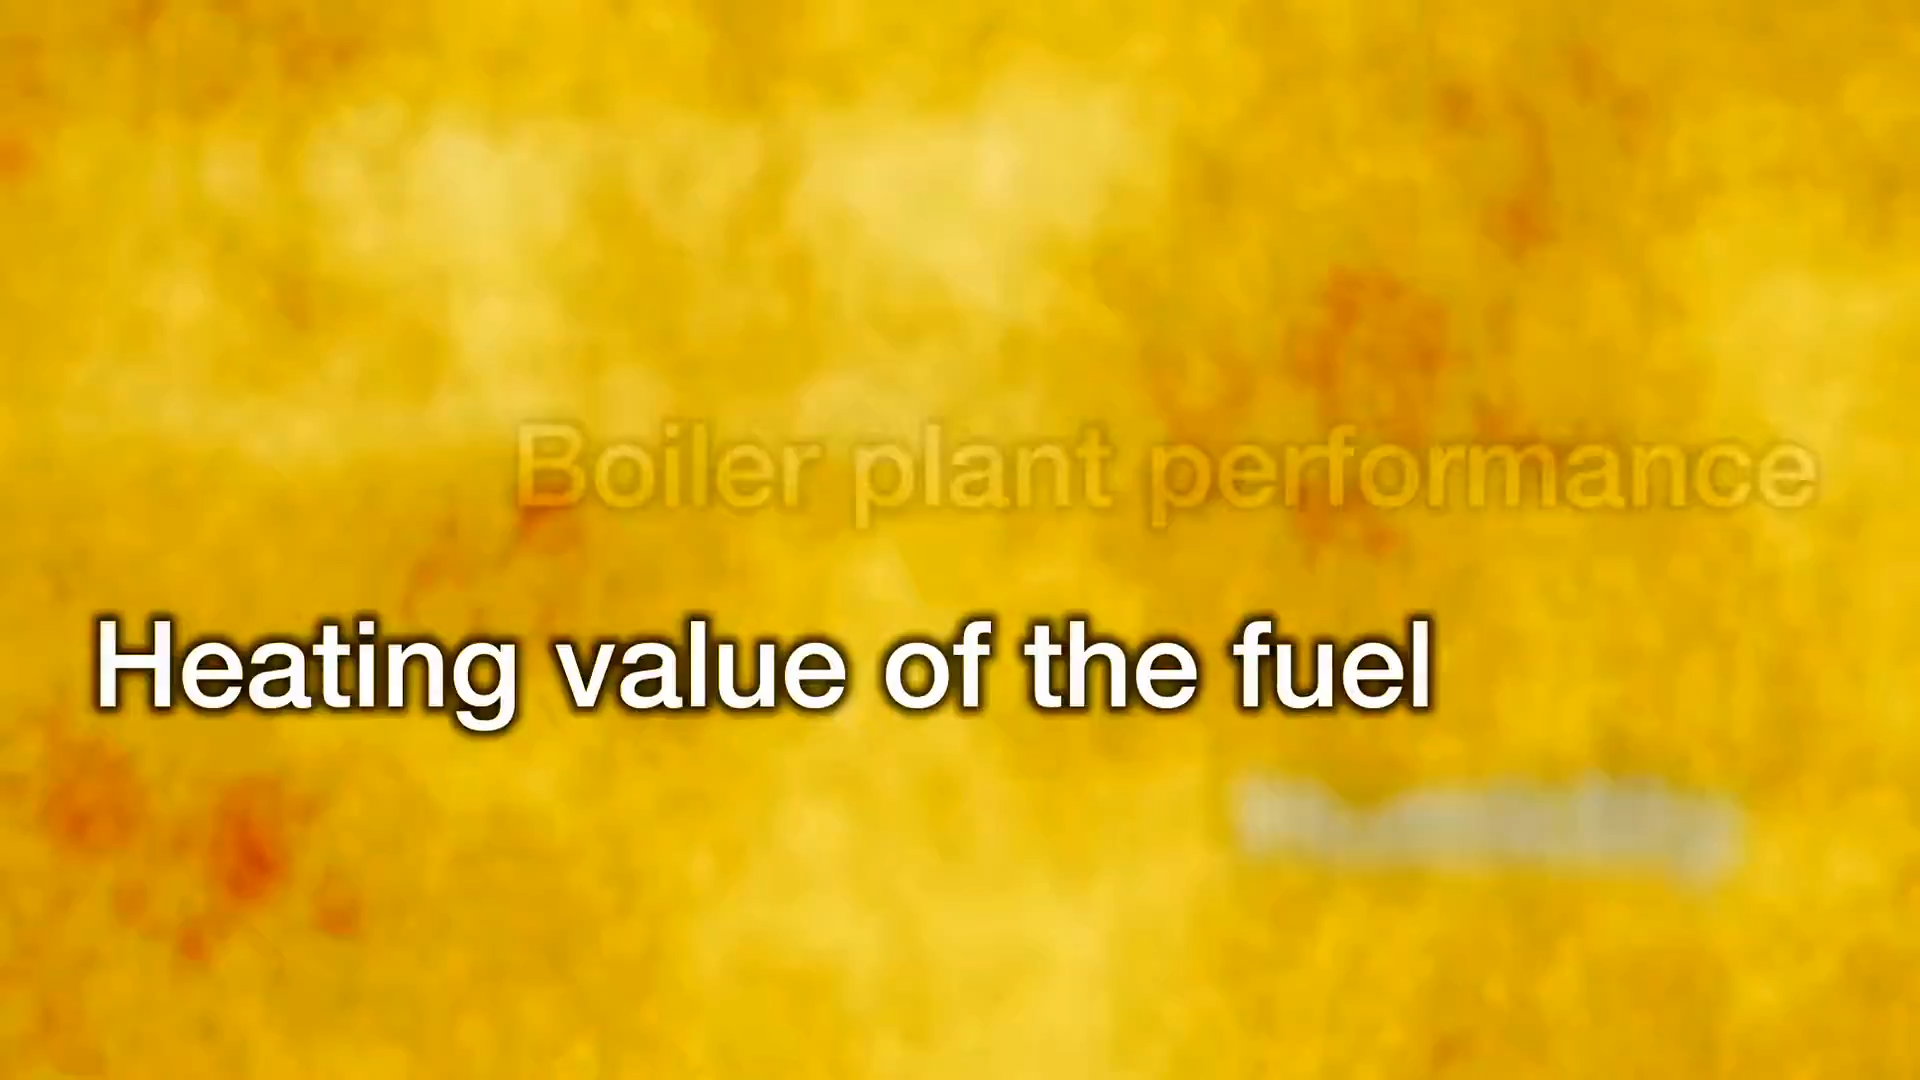 Boiler plant performance
Heating value of the fuel